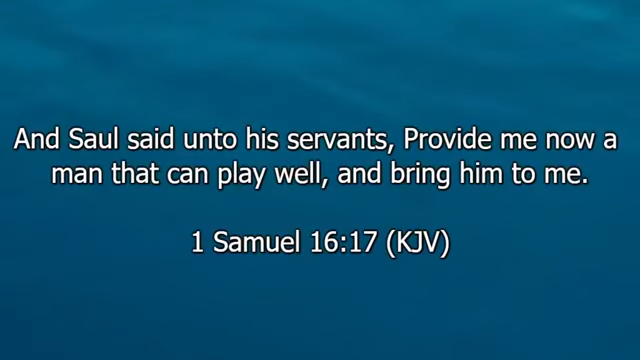 And Saul said unto his servants, Provide me now a
man that can play well, and bring him to me.
1 Samuel 16:17 (KJV)